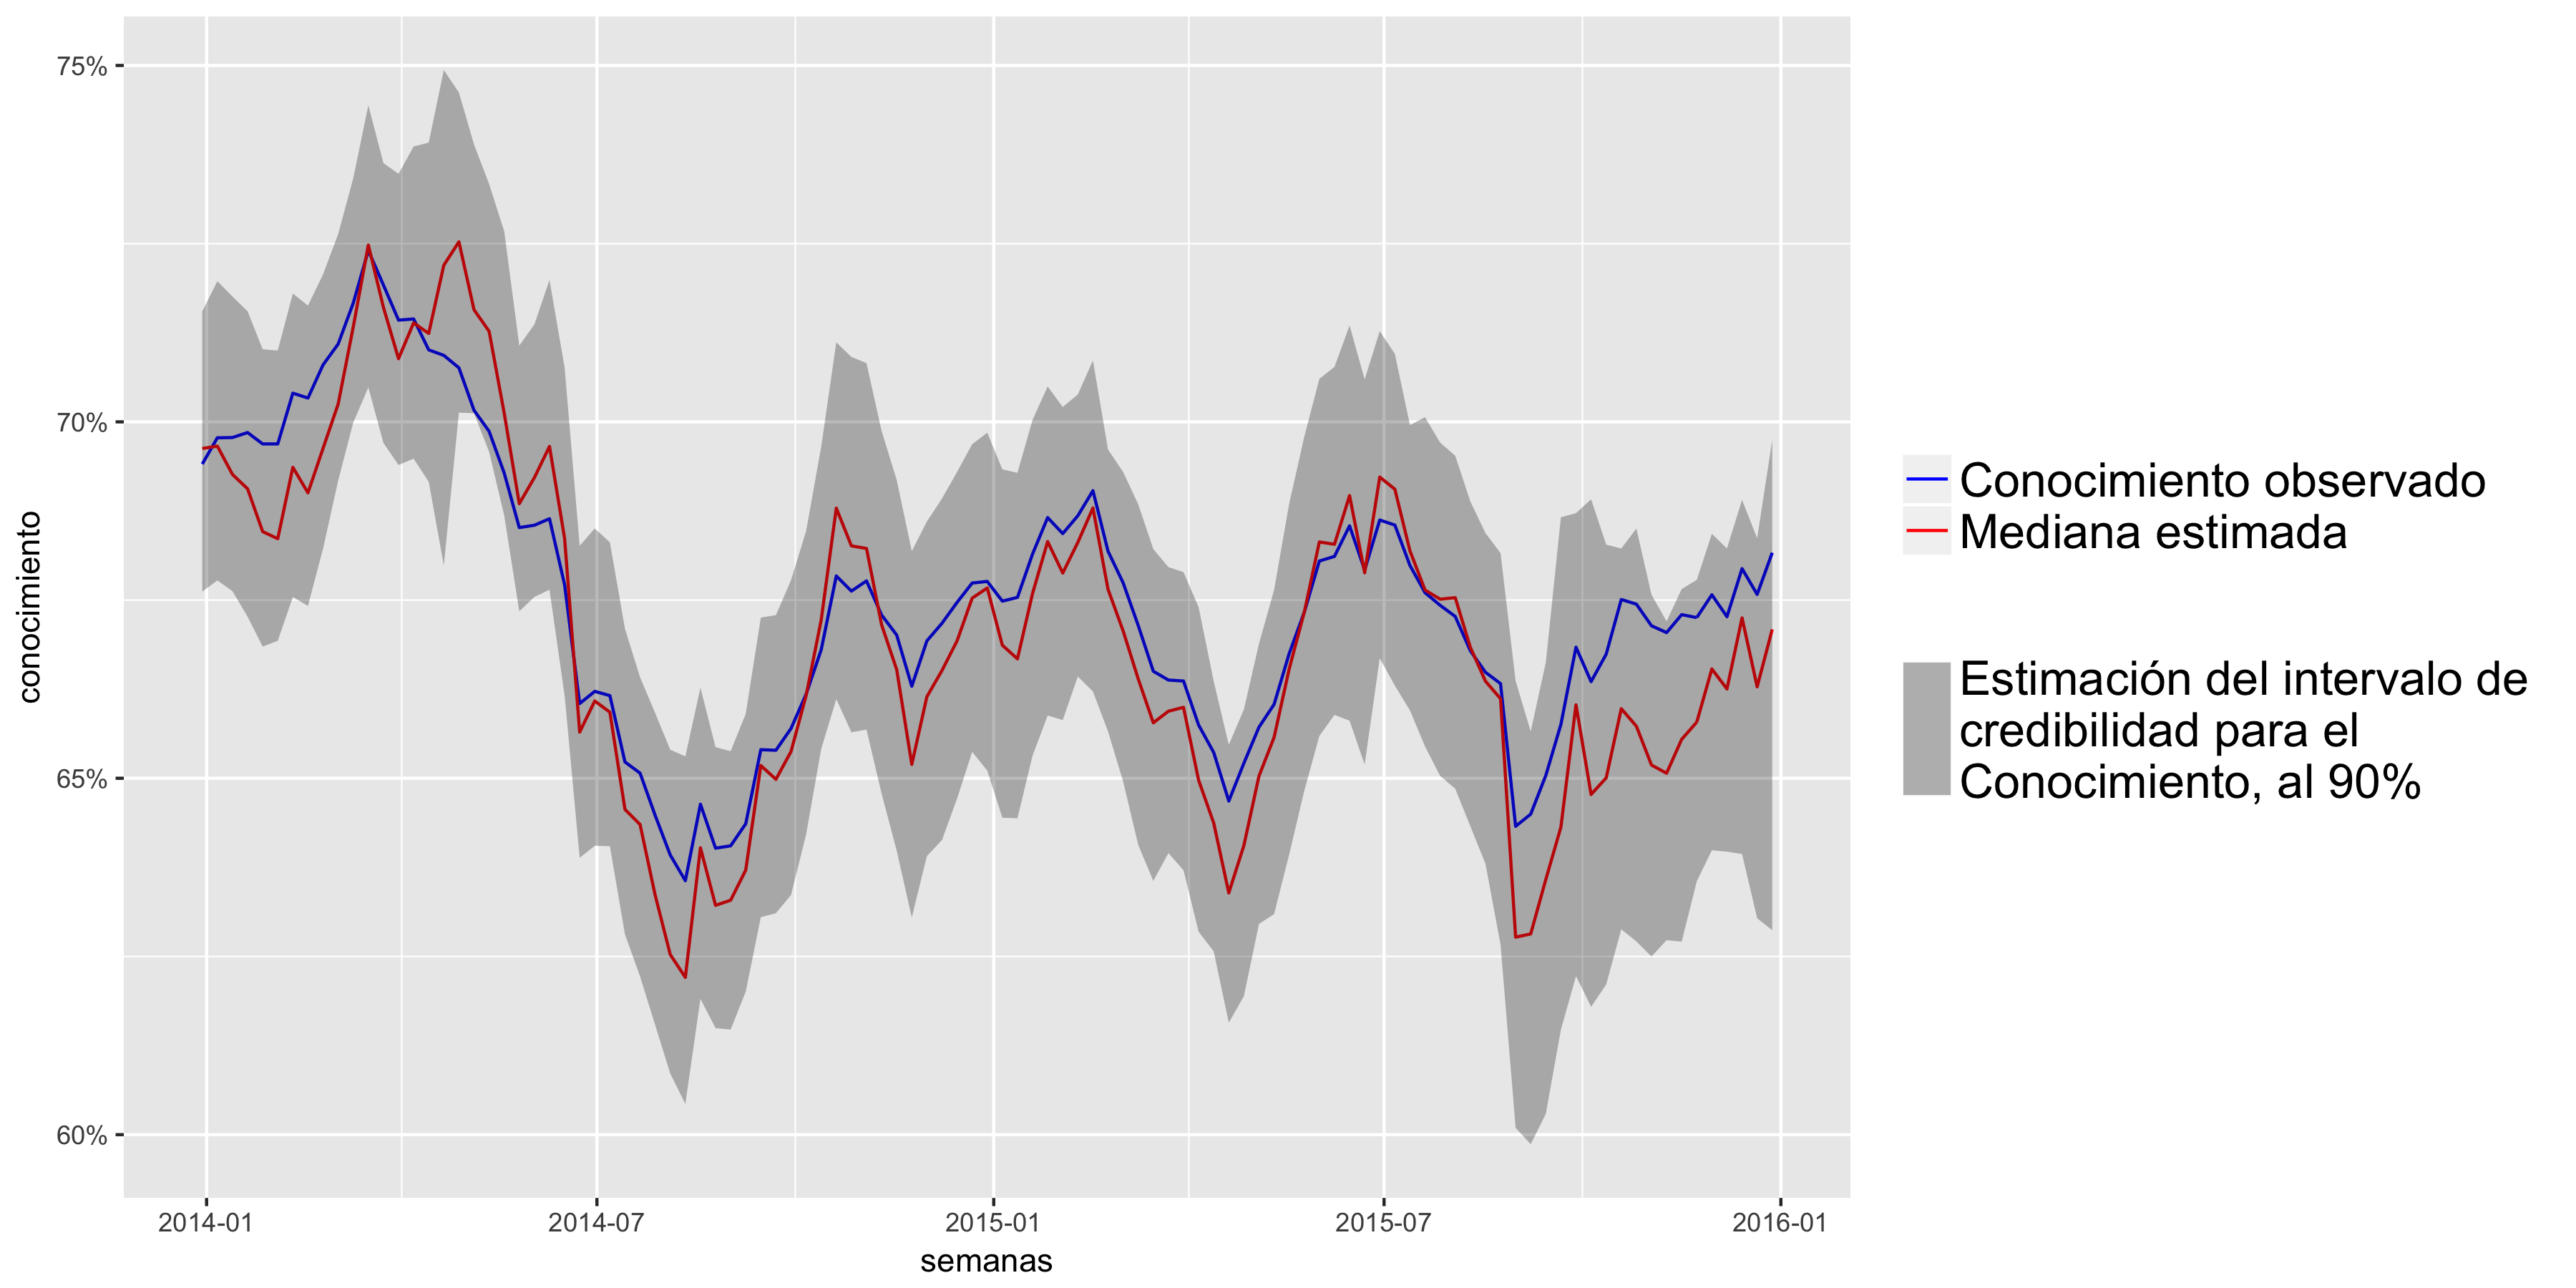 75%
70%
65%
60%
conocimiento
2014-01
2014-07
2015-01
2015-07
2016-01
semanas
Conocimiento observado
Mediana estimada
Estimación del intervalo de
credibilidad para el
Conocimiento, al 90%